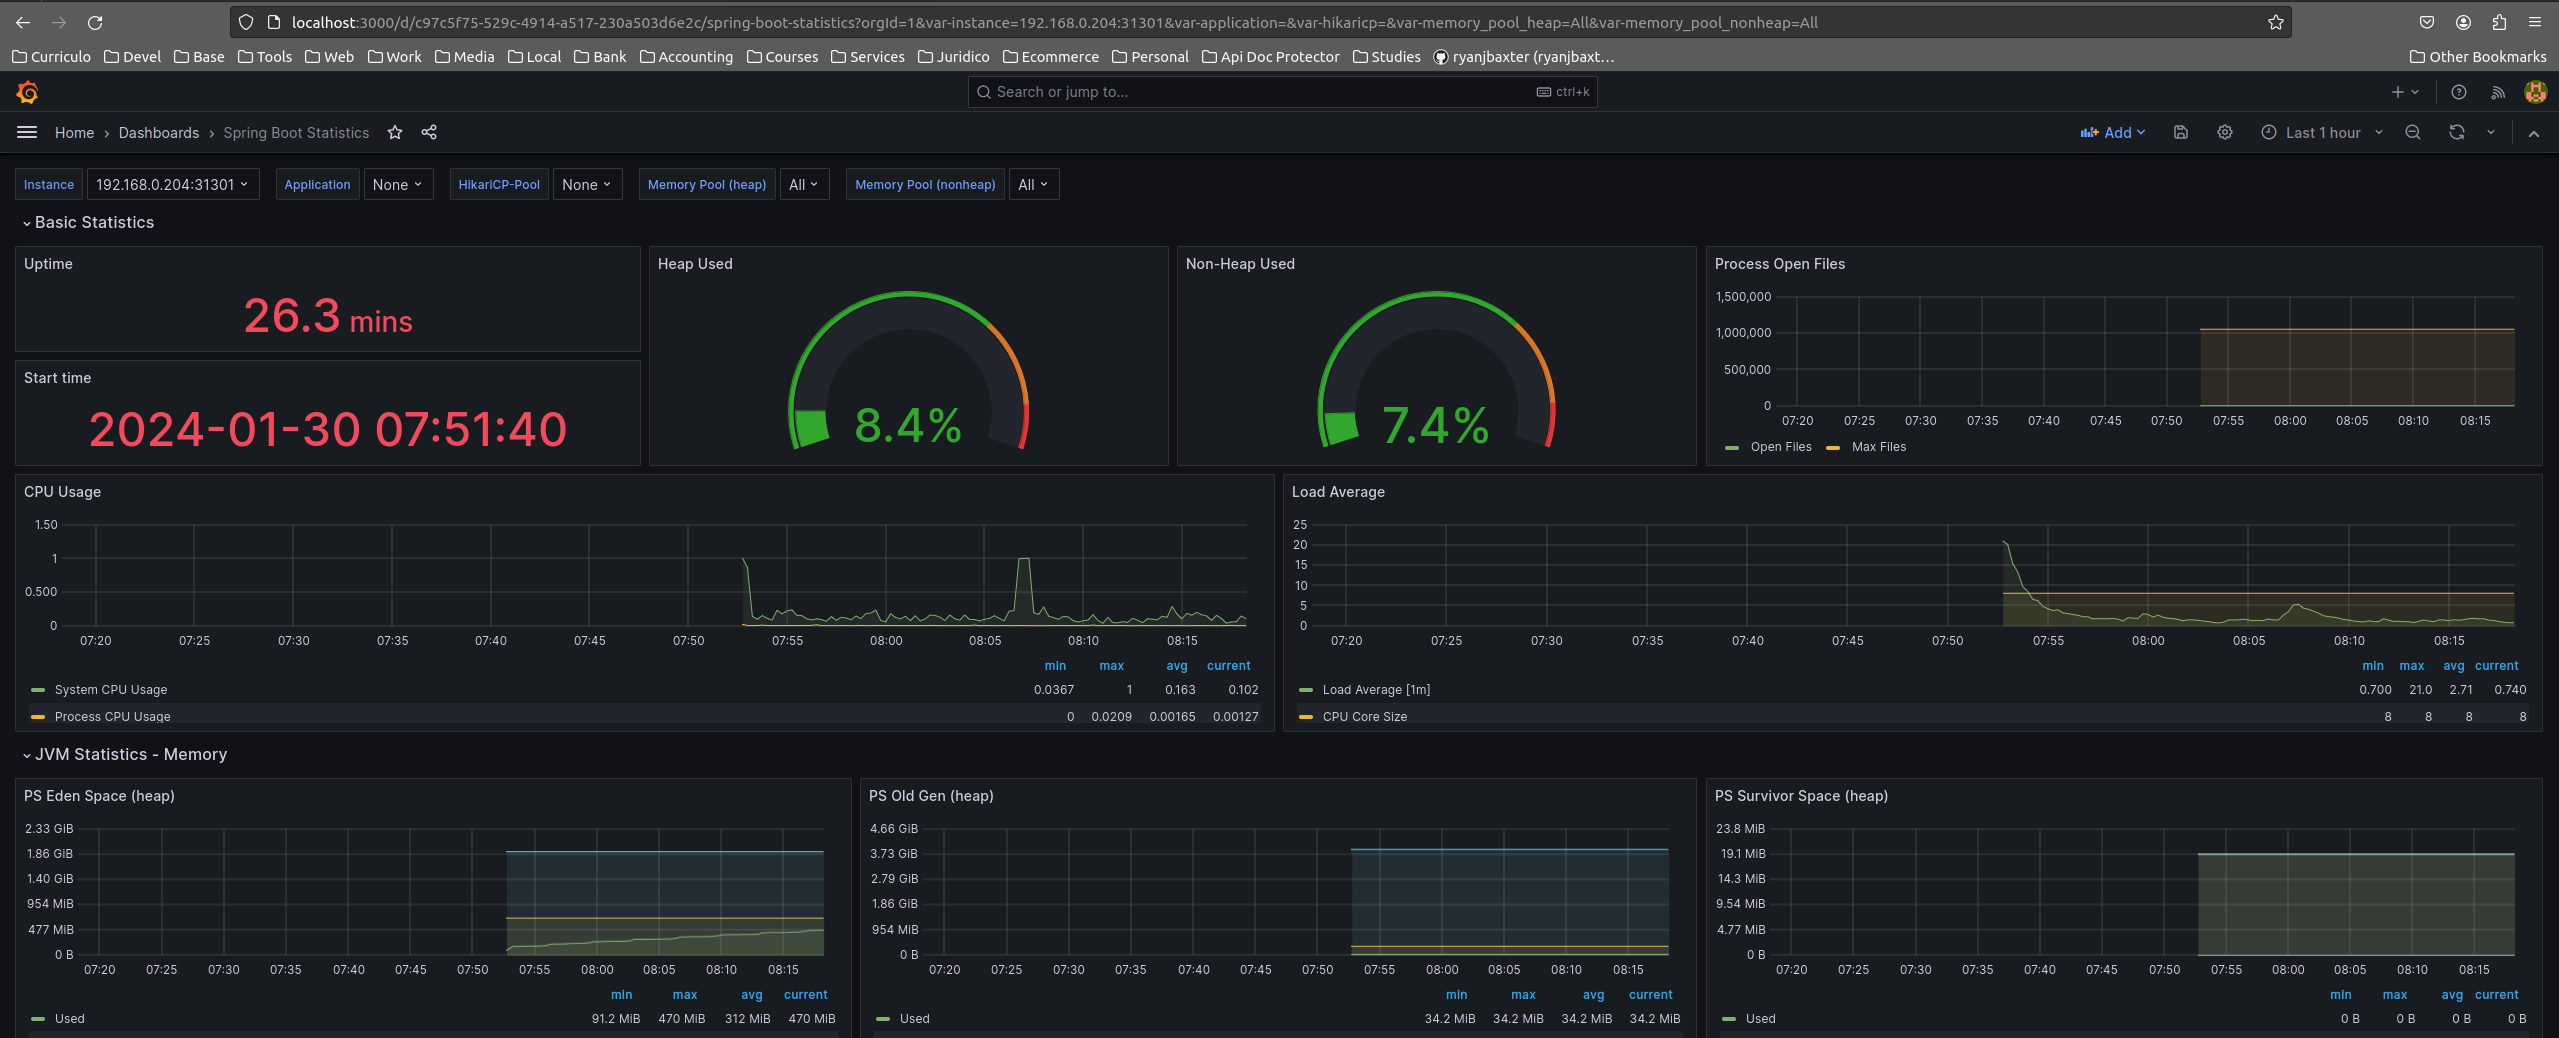 localhost:3000/d/c97c5f75-529c-4914-a517-230a503d6e2c/spring-boot-statistics?orgId=1&var-instance=192.168.0.204:31301&var-application=&var-hikaricp=&var-memory_pool_heap=All&var-memory_pool_nonheap=All
Curriculo Devel Base Tools Web Work Media Local Bank Accounting Courses Services Juridico Ecommerce Personal Api Doc Protector Studies ryanjbaxter (ryanjbaxt... Other Bookmarks
Search or jump to... ctrl+k
Home › Dashboards › Spring Boot Statistics Add Last 1 hour
Instance 192.168.0.204:31301 Application None HikariCP-Pool None Memory Pool (heap) All Memory Pool (nonheap) All
Basic Statistics
Uptime
26.3 mins
Start time
2024-01-30 07:51:40
Heap Used
8.4%
Non-Heap Used
7.4%
Process Open Files
1,500,000
1,000,000
500,000
0
07:20 07:25 07:30 07:35 07:40 07:45 07:50 07:55 08:00 08:05 08:10 08:15
Open Files Max Files
CPU Usage
1.50
1
0.500
0
07:20 07:25 07:30 07:35 07:40 07:45 07:50 07:55 08:00 08:05 08:10 08:15
min max avg current
System CPU Usage 0.0367 1 0.163 0.102
Process CPU Usage 0 0.0209 0.00165 0.00127
Load Average
25
20
15
10
5
0
07:20 07:25 07:30 07:35 07:40 07:45 07:50 07:55 08:00 08:05 08:10 08:15
min max avg current
Load Average [1m] 0.700 21.0 2.71 0.740
CPU Core Size 8 8 8 8
JVM Statistics - Memory
PS Eden Space (heap)
2.33 GiB
1.86 GiB
1.40 GiB
954 MiB
477 MiB
0 B
07:20 07:25 07:30 07:35 07:40 07:45 07:50 07:55 08:00 08:05 08:10 08:15
min max avg current
Used 91.2 MiB 470 MiB 312 MiB 470 MiB
PS Old Gen (heap)
4.66 GiB
3.73 GiB
2.79 GiB
1.86 GiB
954 MiB
0 B
07:20 07:25 07:30 07:35 07:40 07:45 07:50 07:55 08:00 08:05 08:10 08:15
min max avg current
Used 34.2 MiB 34.2 MiB 34.2 MiB 34.2 MiB
PS Survivor Space (heap)
23.8 MiB
19.1 MiB
14.3 MiB
9.54 MiB
4.77 MiB
0 B
07:20 07:25 07:30 07:35 07:40 07:45 07:50 07:55 08:00 08:05 08:10 08:15
min max avg current
Used 0 B 0 B 0 B 0 B